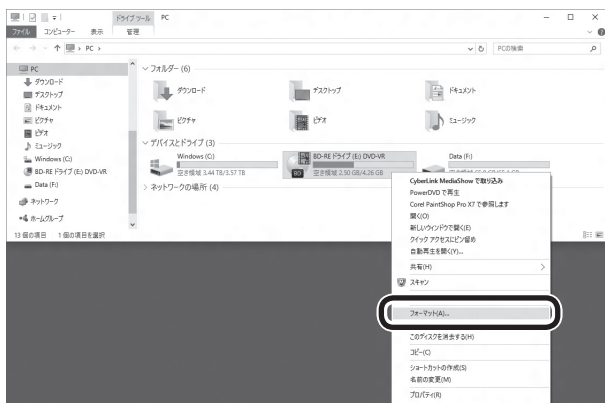 ドライブ ツール PC
ファイル コンピューター 表示 管理
PC
PCの検索
PC
ダウンロード
デスクトップ
ドキュメント
ピクチャ
ビデオ
ミュージック
Windows (C:)
BD-RE ドライブ (E:) DVD-VR
Data (F:)
ネットワーク
ホームグループ
フォルダー (6)
ダウンロード
デスクトップ
ドキュメント
ピクチャ
ビデオ
ミュージック
デバイスとドライブ (3)
Windows (C:)
空き領域 3.44 TB/3.57 TB
BD-RE ドライブ (E:) DVD-VR
BD
空き領域 2.50 GB/4.26 GB
Data (F:)
ネットワークの場所 (4)
CyberLink MediaShow で取り込み
PowerDVD で再生
Corel PaintShop Pro X7 で参照します
開く(O)
新しいウィンドウで開く(E)
クイック アクセスにピン留め
自動再生を開く(Y)...
共有(H)
スキャン
フォーマット(A)...
このディスクを消去する(H)
コピー(C)
ショートカットの作成(S)
名前の変更(M)
プロパティ(R)
13 個の項目 1 個の項目を選択